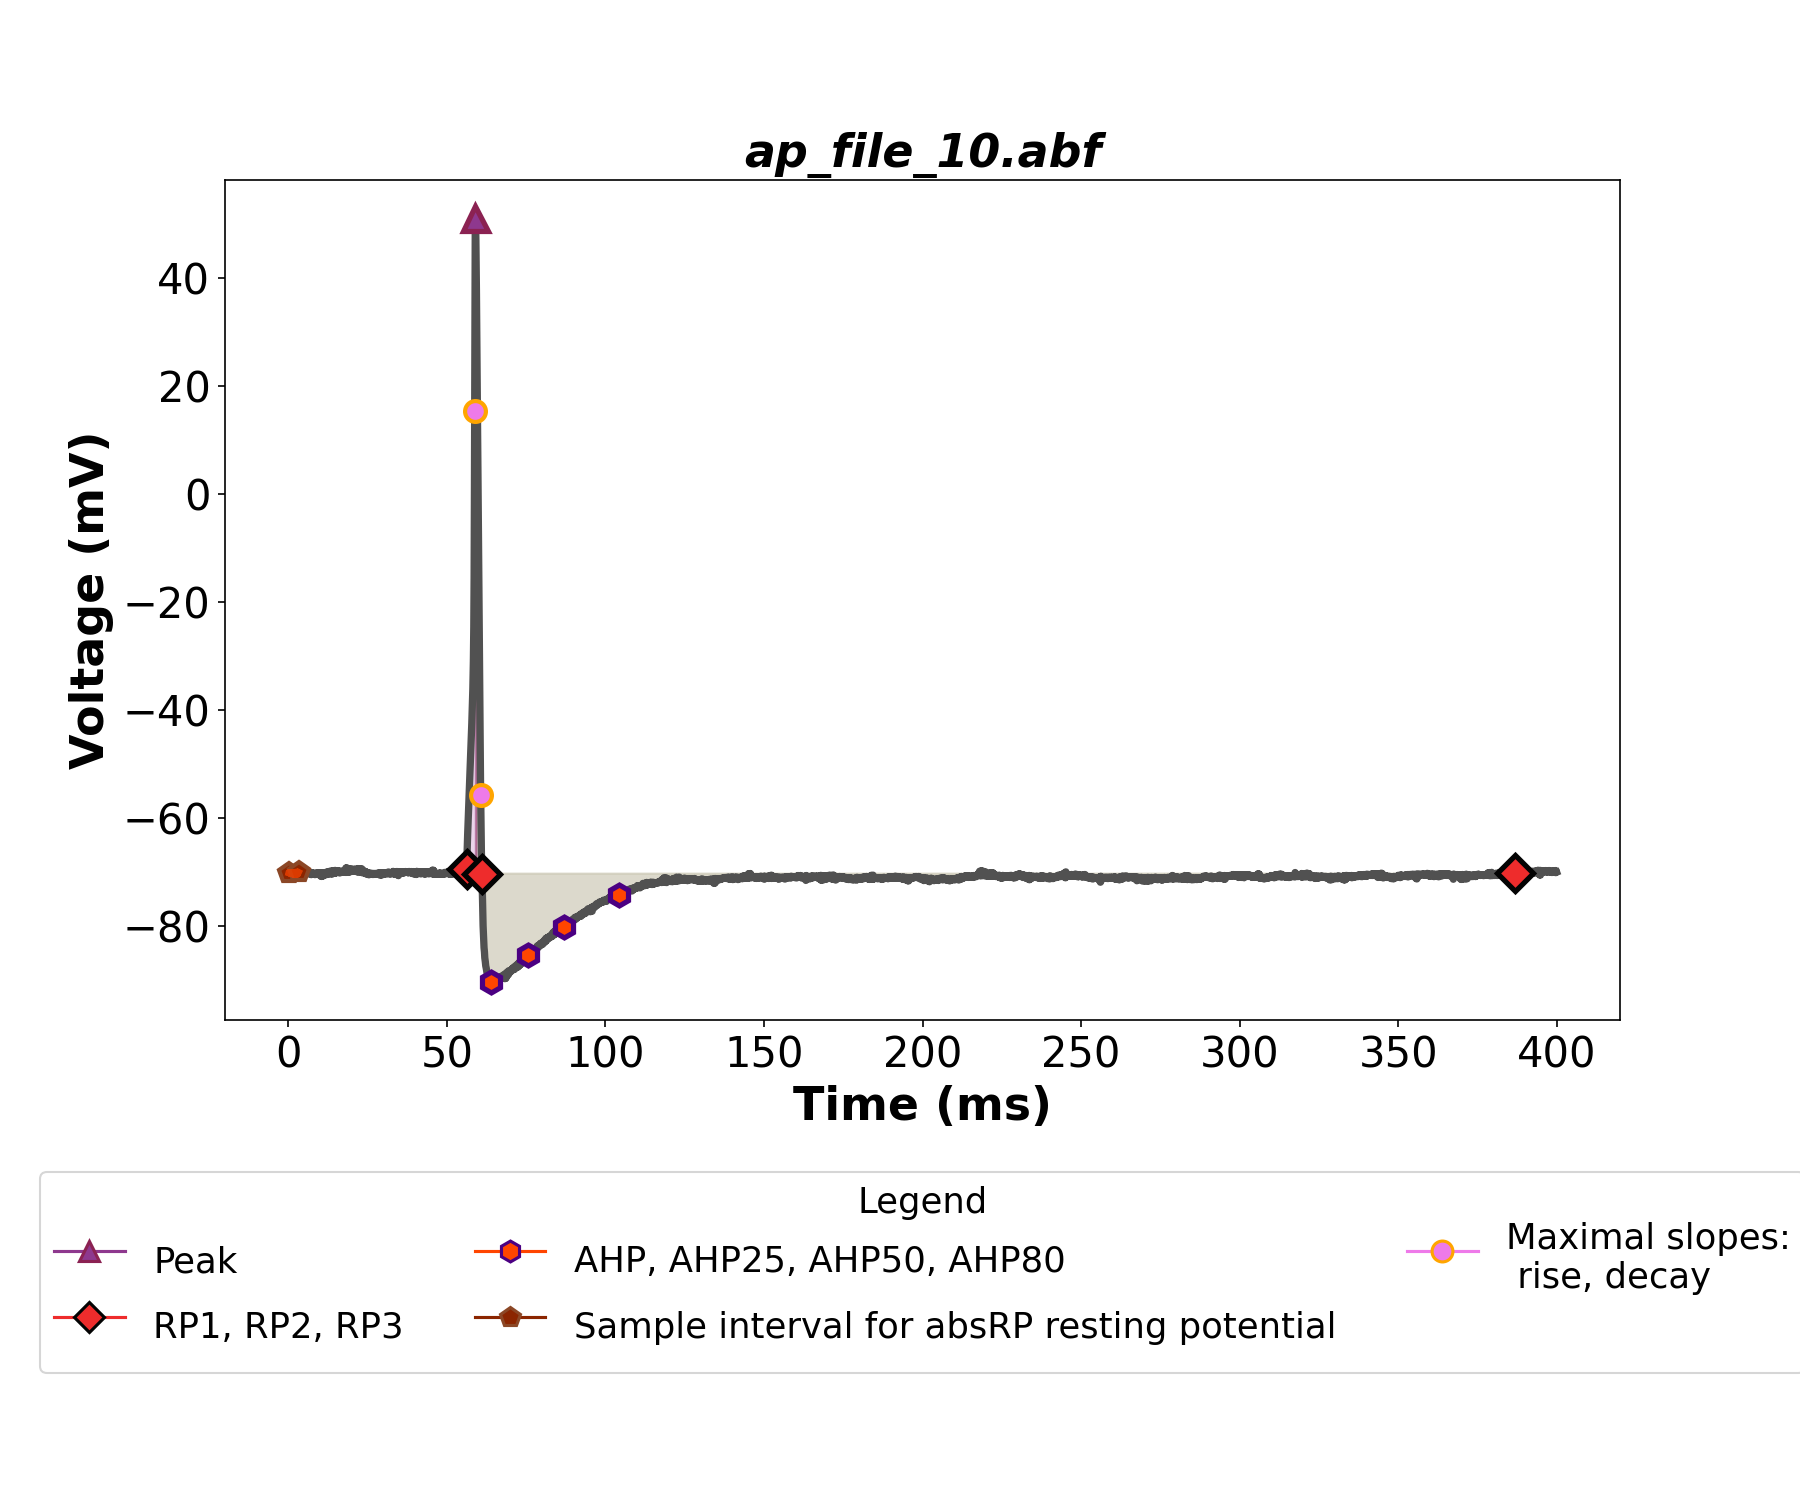 ap_file_10.abf
Voltage (mV)
40
20
0
−20
−40
−60
−80
0 50 100 150 200 250 300 350 400
Time (ms)
Legend
Peak
RP1, RP2, RP3
AHP, AHP25, AHP50, AHP80
Sample interval for absRP resting potential
Maximal slopes:
rise, decay